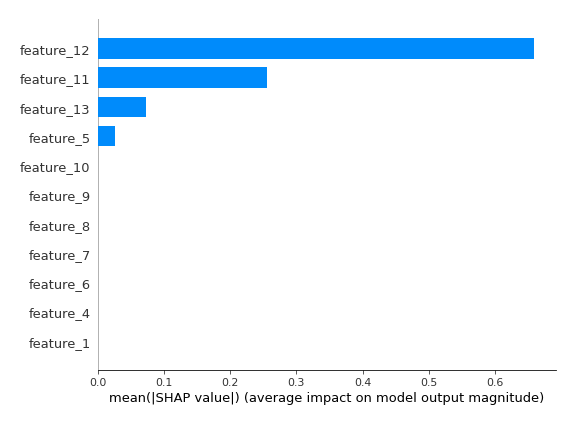 feature_12
feature_11
feature_13
feature_5
feature_10
feature_9
feature_8
feature_7
feature_6
feature_4
feature_1
0.0 0.1 0.2 0.3 0.4 0.5 0.6
mean(|SHAP value|) (average impact on model output magnitude)